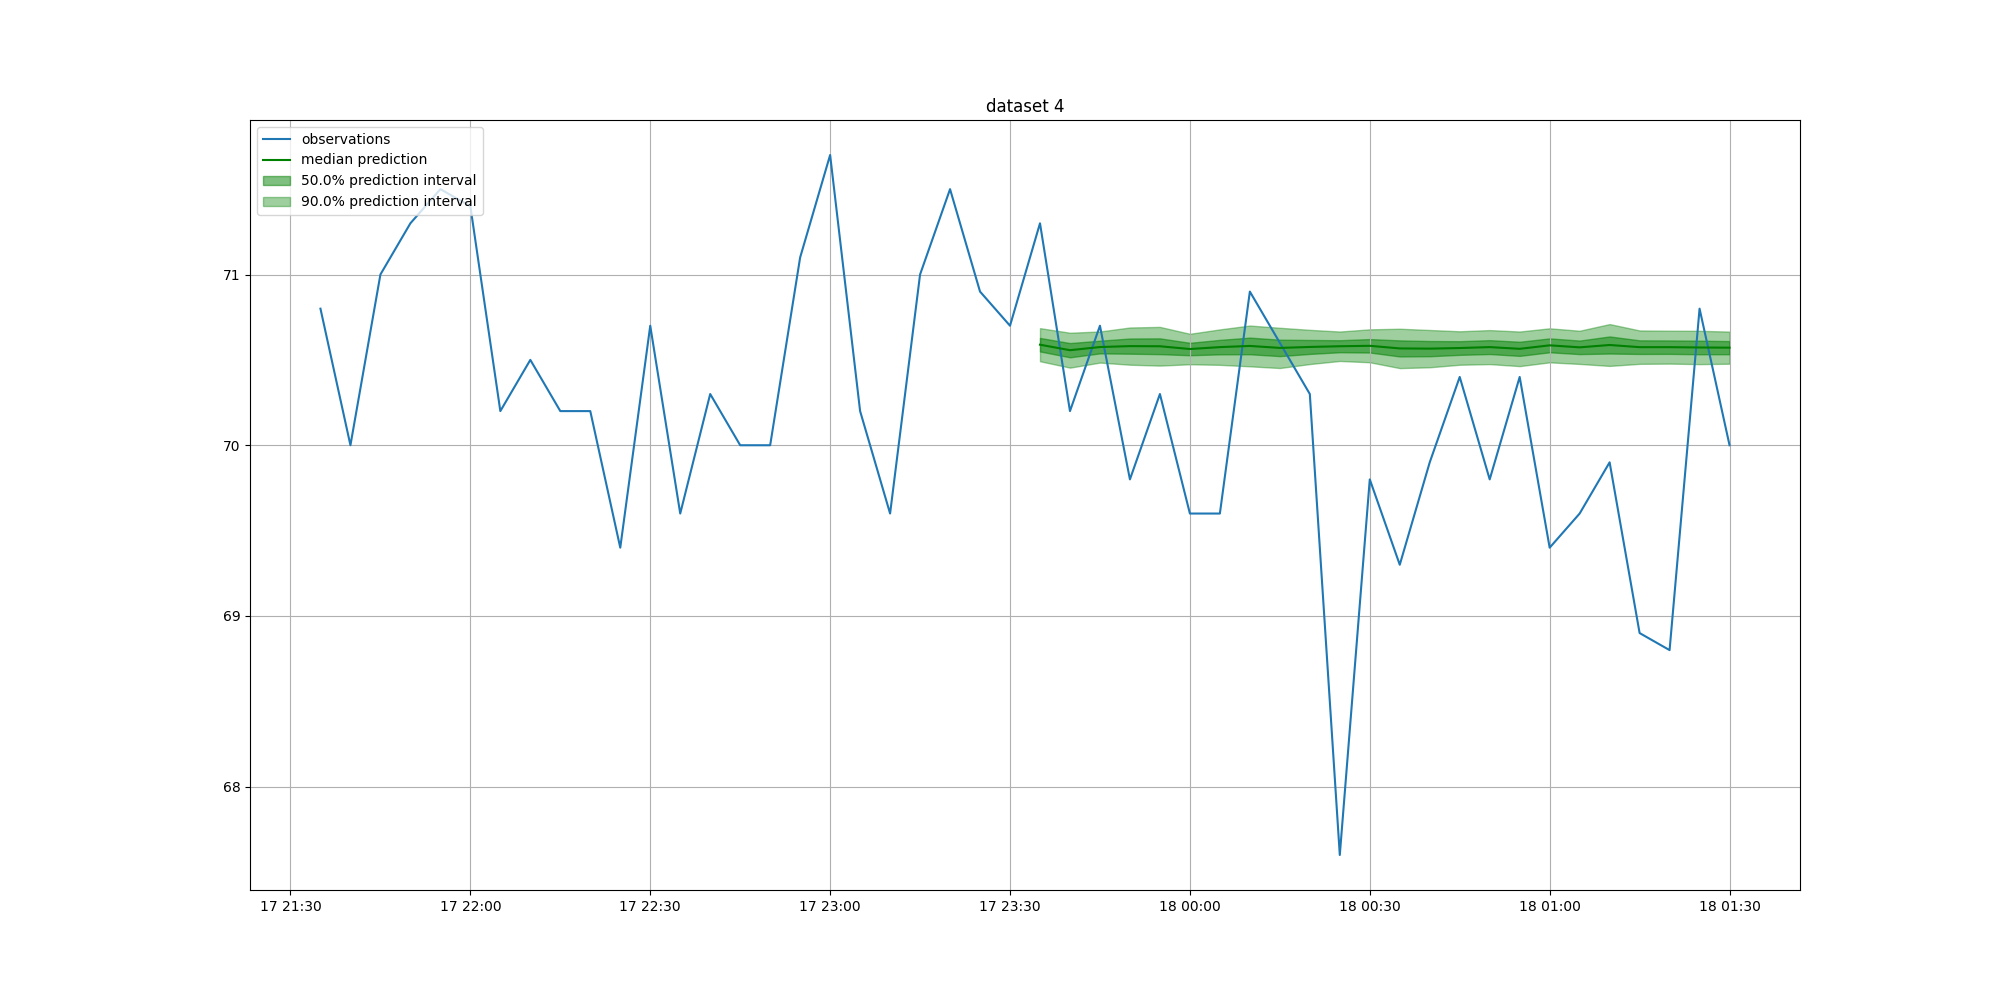 dataset 4
observations
median prediction
50.0% prediction interval
90.0% prediction interval
71
70
69
68
17 21:30
17 22:00
17 22:30
17 23:00
17 23:30
18 00:00
18 00:30
18 01:00
18 01:30